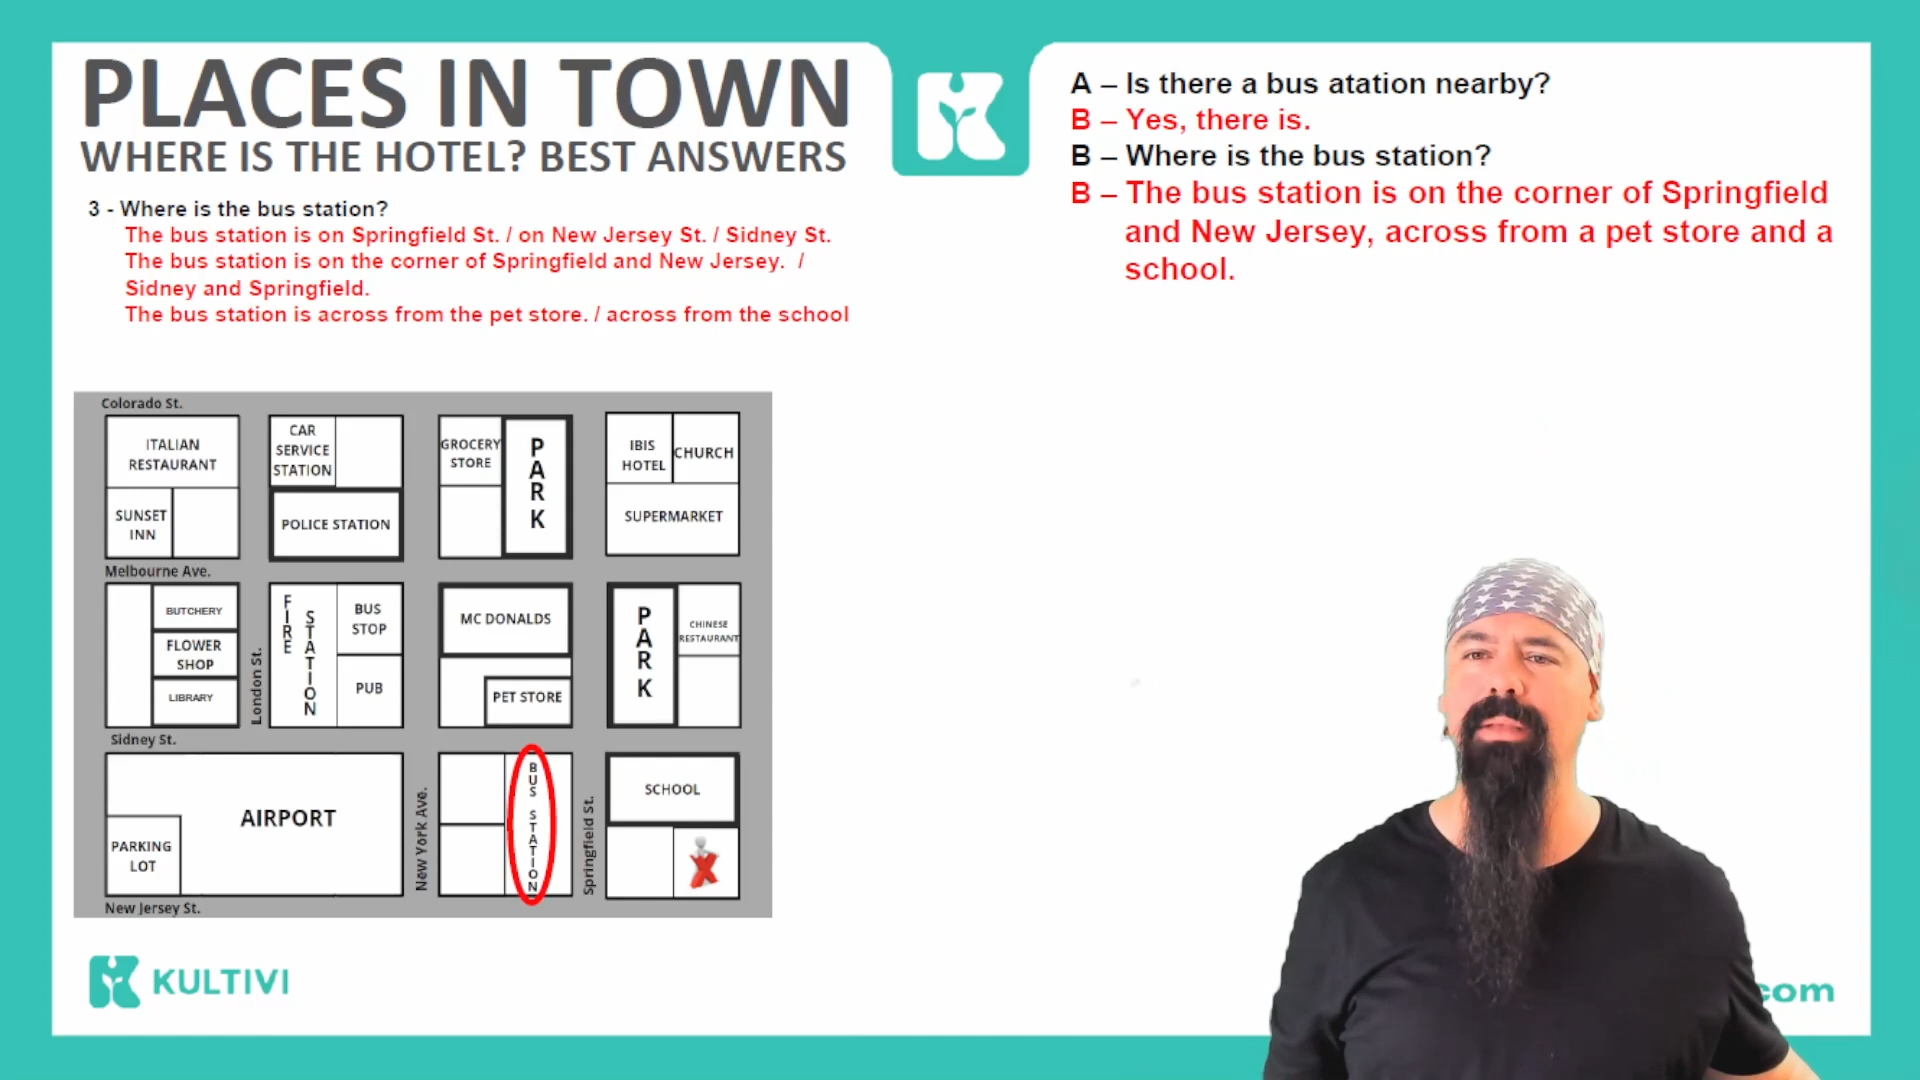 PLACES IN TOWN
WHERE IS THE HOTEL? BEST ANSWERS
3 - Where is the bus station?
The bus station is on Springfield St. / on New Jersey St. / Sidney St.
The bus station is on the corner of Springfield and New Jersey. /
Sidney and Springfield.
The bus station is across from the pet store. / across from the school
A – Is there a bus atation nearby?
B – Yes, there is.
B – Where is the bus station?
B – The bus station is on the corner of Springfield
and New Jersey, across from a pet store and a
school.
Colorado St.
ITALIAN
RESTAURANT
SUNSET
INN
CAR
SERVICE
STATION
POLICE STATION
GROCERY
STORE
PARK
IBIS
HOTEL
CHURCH
SUPERMARKET
Melbourne Ave.
BUTCHERY
FLOWER
SHOP
LIBRARY
London St.
FIRE
STATION
BUS
STOP
PUB
MC DONALDS
PET STORE
PARK
CHINESE
RESTAURANT
Sidney St.
AIRPORT
PARKING
LOT
New York Ave.
BUS STATION
Springfield St.
SCHOOL
New Jersey St.
KULTIVI
com